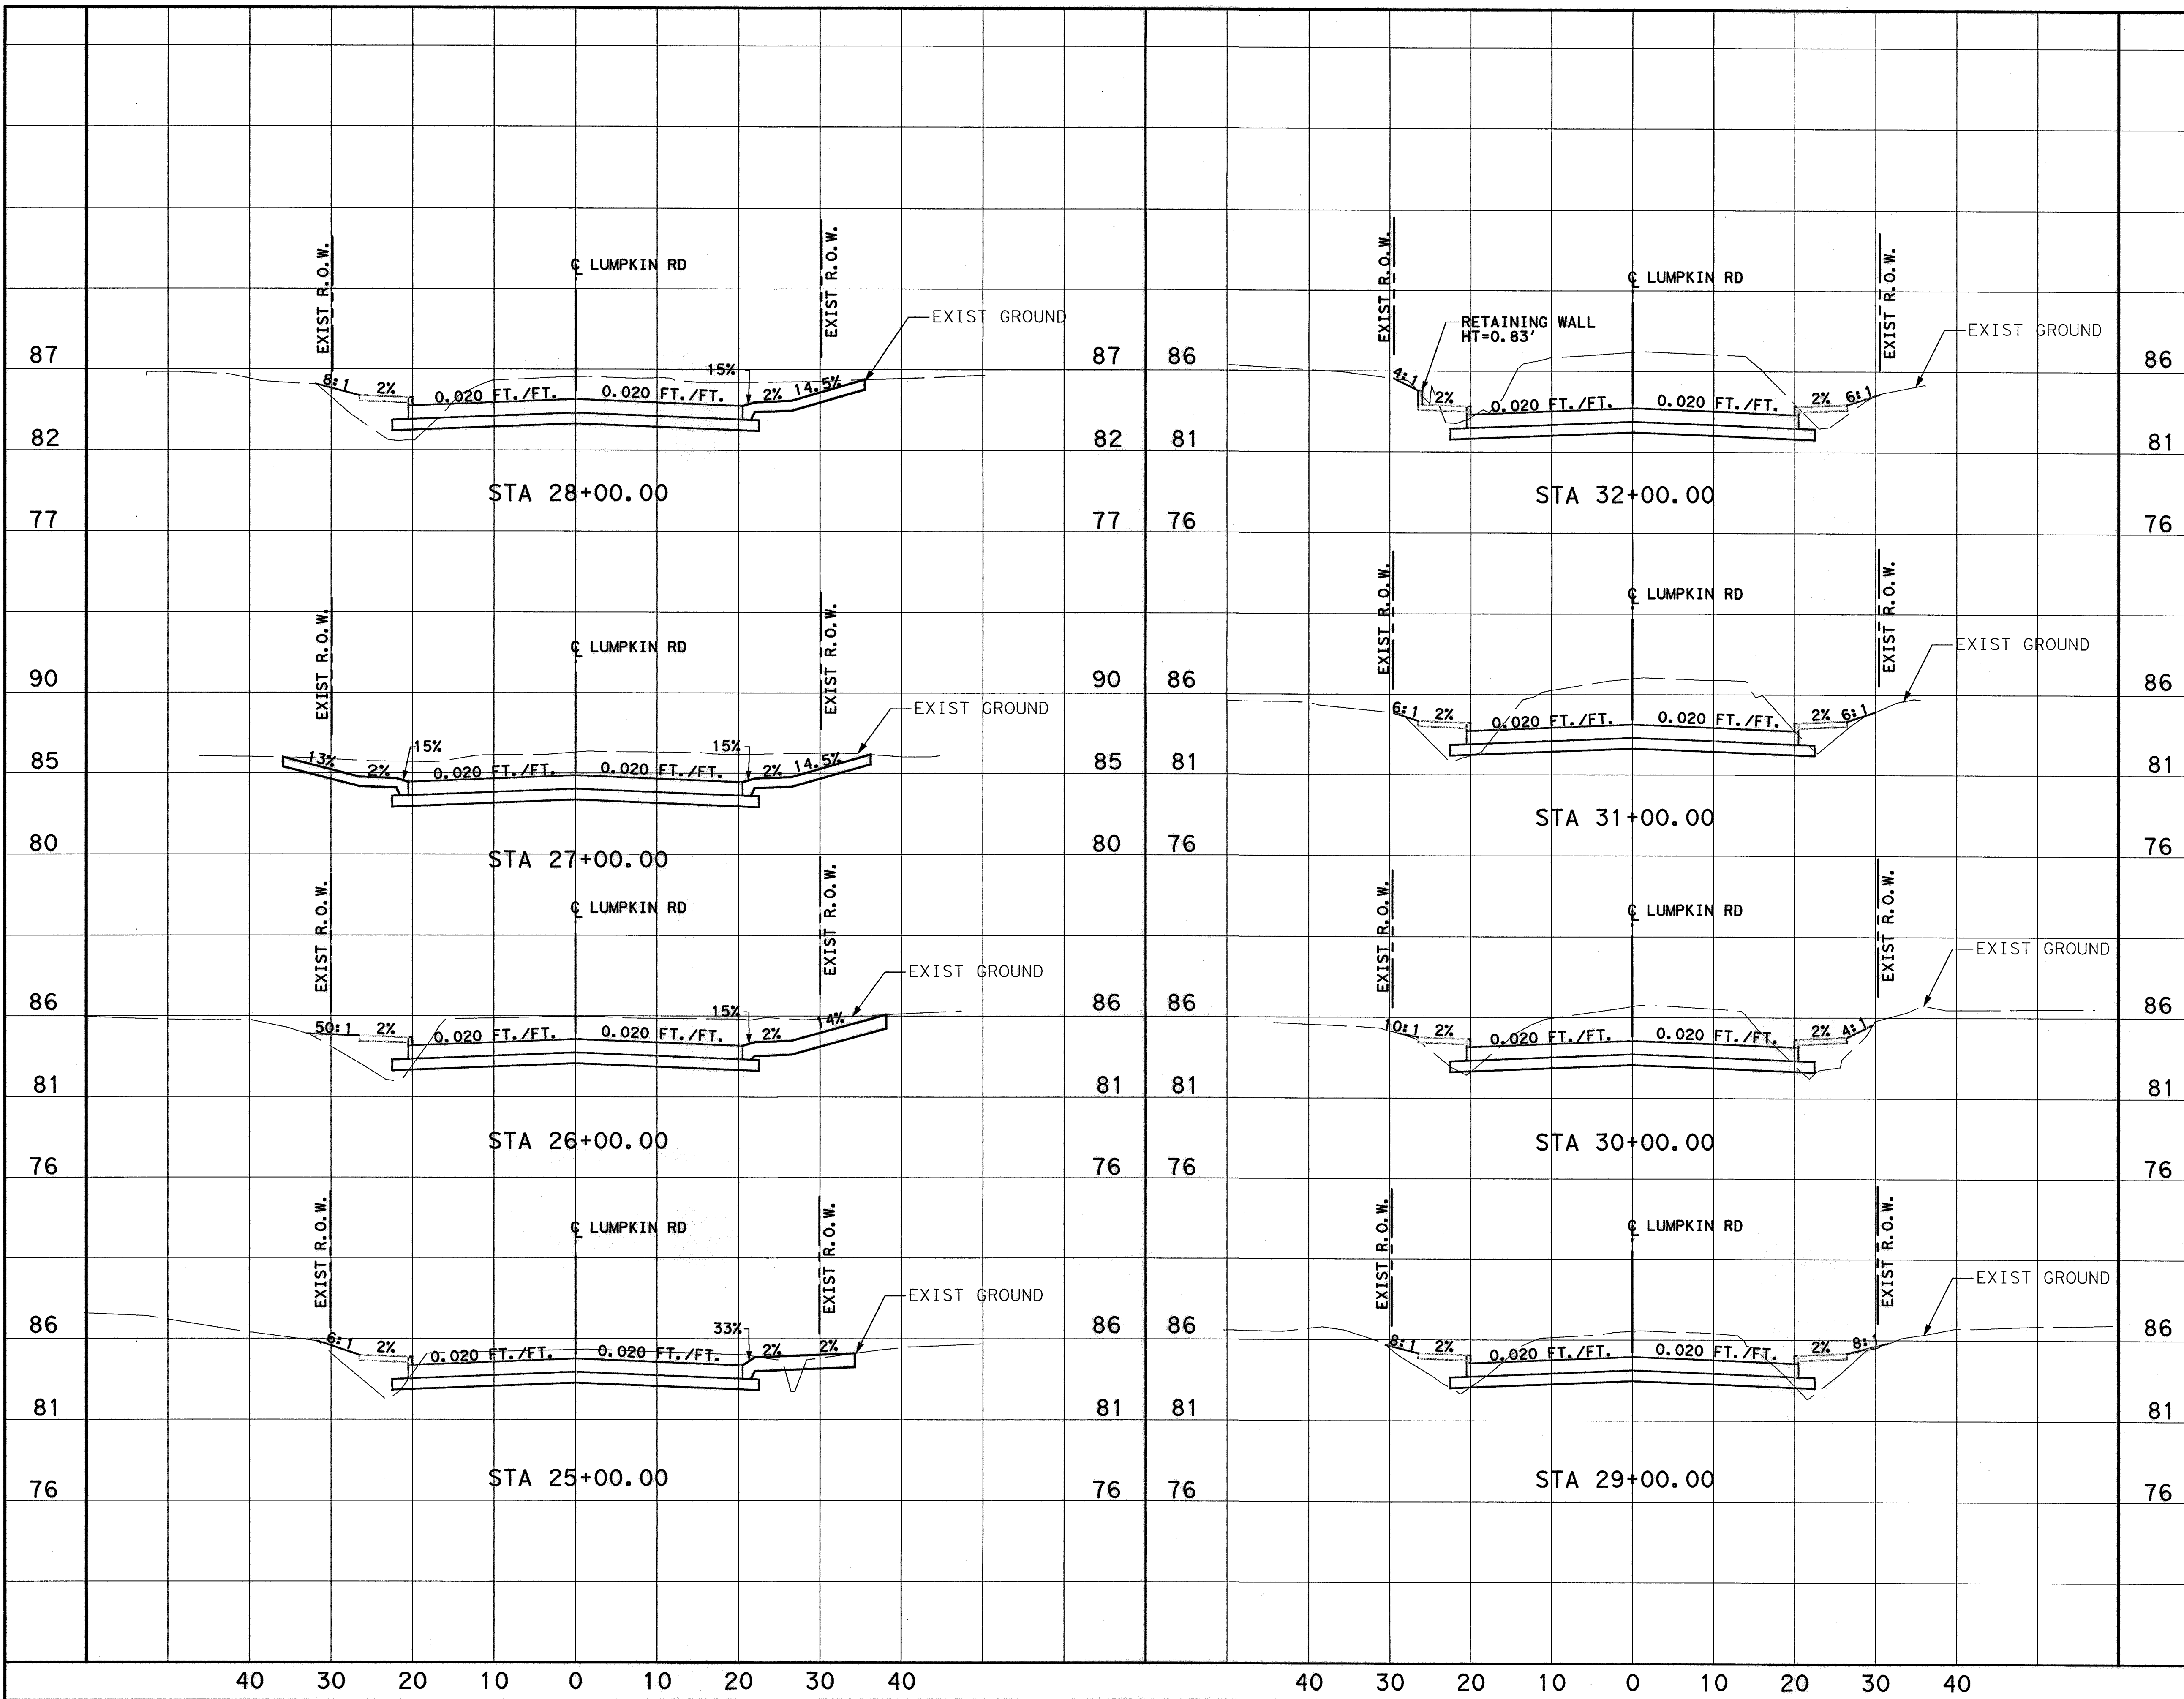 EXIST R.O.W.
℄ LUMPKIN RD
EXIST R.O.W.
EXIST GROUND
87
87
8:1
2%
0.020 FT./FT.
0.020 FT./FT.
15%
2%
14.5%
82
82
STA 28+00.00
77
77
EXIST R.O.W.
℄ LUMPKIN RD
EXIST R.O.W.
EXIST GROUND
90
90
13%
2%
15%
0.020 FT./FT.
0.020 FT./FT.
15%
2%
14.5%
85
85
80
80
STA 27+00.00
EXIST R.O.W.
℄ LUMPKIN RD
EXIST R.O.W.
EXIST GROUND
86
86
50:1
2%
0.020 FT./FT.
0.020 FT./FT.
15%
2%
14%
81
81
STA 26+00.00
76
76
EXIST R.O.W.
℄ LUMPKIN RD
EXIST R.O.W.
EXIST GROUND
86
86
6:1
2%
0.020 FT./FT.
0.020 FT./FT.
33%
2%
2%
81
81
STA 25+00.00
76
76
40 30 20 10 0 10 20 30 40
EXIST R.O.W.
℄ LUMPKIN RD
EXIST R.O.W.
RETAINING WALL
HT=0.83'
EXIST GROUND
86
86
4:1
2%
0.020 FT./FT.
0.020 FT./FT.
2%
6:1
81
81
STA 32+00.00
76
76
EXIST R.O.W.
℄ LUMPKIN RD
EXIST R.O.W.
EXIST GROUND
86
86
6:1
2%
0.020 FT./FT.
0.020 FT./FT.
2%
6:1
81
81
STA 31+00.00
76
76
EXIST R.O.W.
℄ LUMPKIN RD
EXIST R.O.W.
EXIST GROUND
86
86
10:1
2%
0.020 FT./FT.
0.020 FT./FT.
2%
4:1
81
81
STA 30+00.00
76
76
EXIST R.O.W.
℄ LUMPKIN RD
EXIST R.O.W.
EXIST GROUND
86
86
8:1
2%
0.020 FT./FT.
0.020 FT./FT.
2%
8:1
81
81
STA 29+00.00
76
76
40 30 20 10 0 10 20 30 40